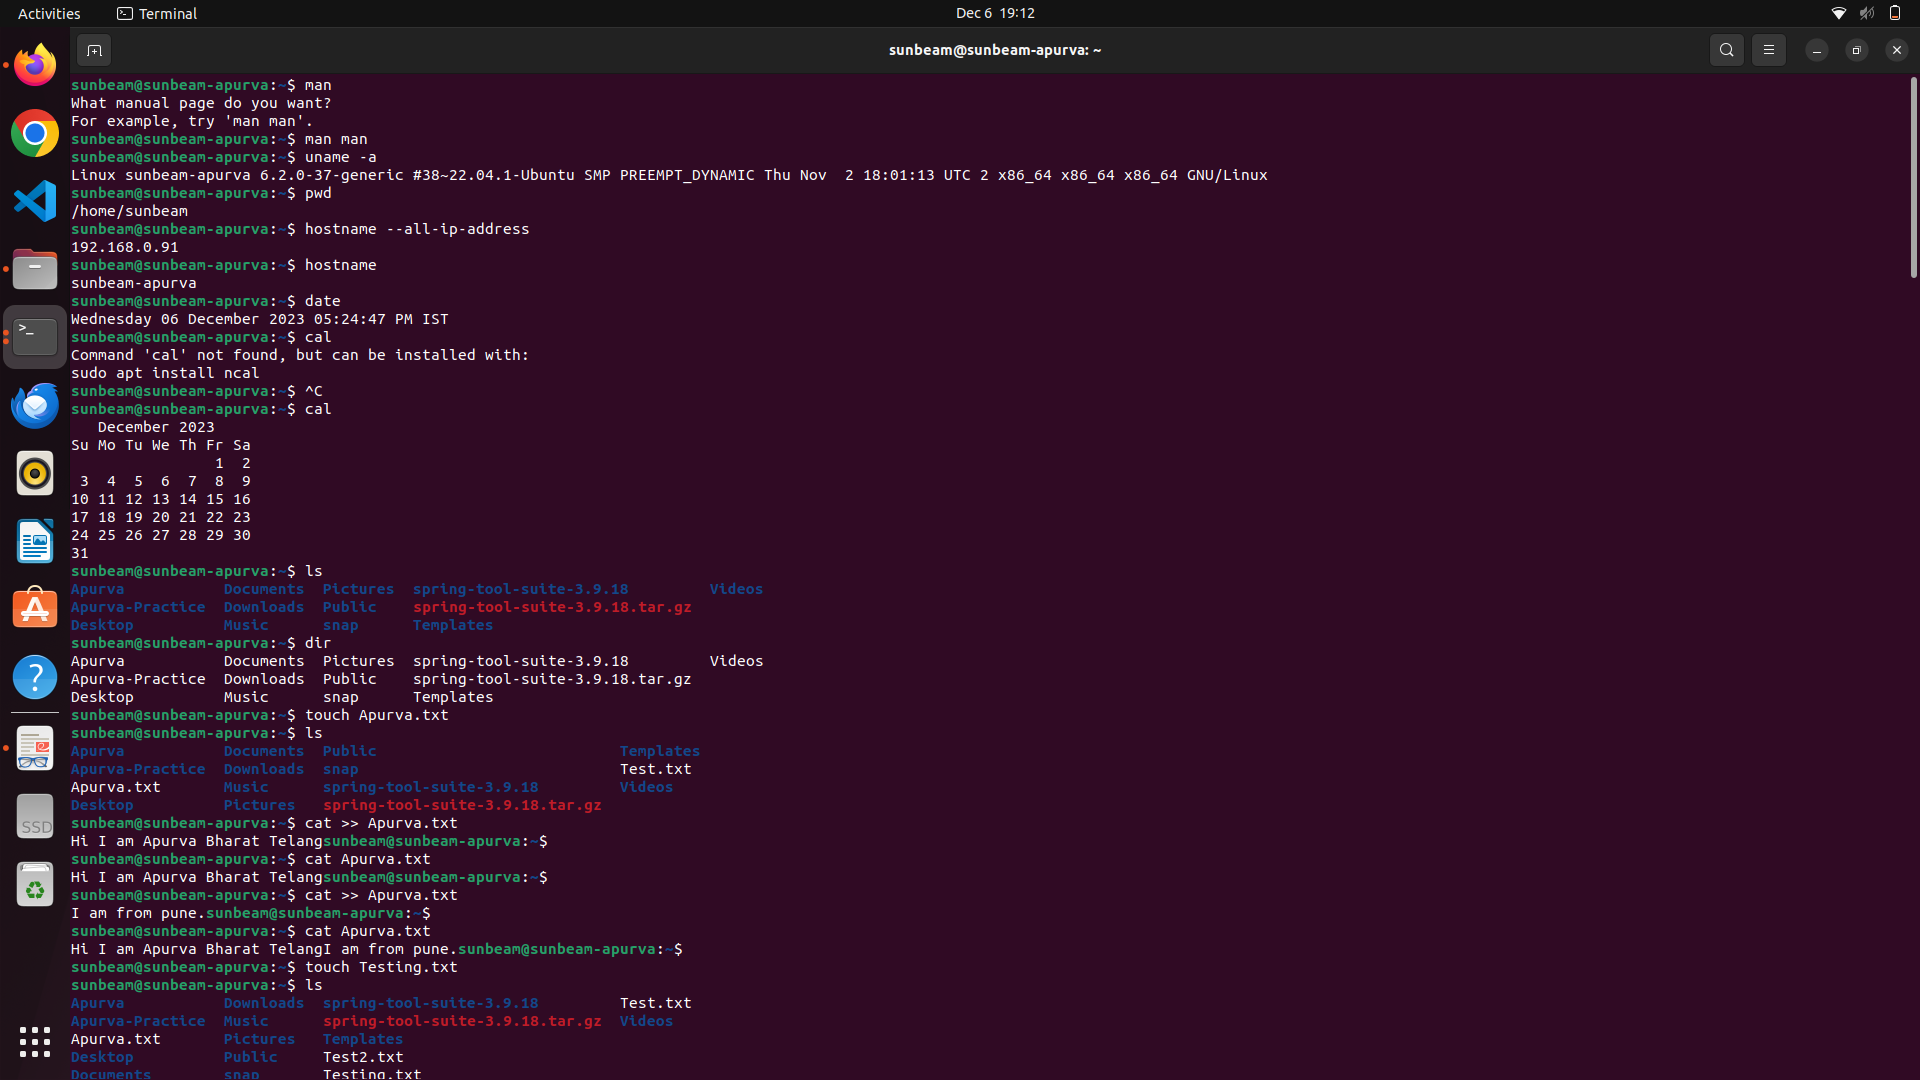 Activities Terminal Dec 6 19:12
sunbeam@sunbeam-apurva: ~
sunbeam@sunbeam-apurva:~$ man
What manual page do you want?
For example, try 'man man'.
sunbeam@sunbeam-apurva:~$ man man
sunbeam@sunbeam-apurva:~$ uname -a
Linux sunbeam-apurva 6.2.0-37-generic #38~22.04.1-Ubuntu SMP PREEMPT_DYNAMIC Thu Nov  2 18:01:13 UTC 2 x86_64 x86_64 x86_64 GNU/Linux
sunbeam@sunbeam-apurva:~$ pwd
/home/sunbeam
sunbeam@sunbeam-apurva:~$ hostname --all-ip-address
192.168.0.91
sunbeam@sunbeam-apurva:~$ hostname
sunbeam-apurva
sunbeam@sunbeam-apurva:~$ date
Wednesday 06 December 2023 05:24:47 PM IST
sunbeam@sunbeam-apurva:~$ cal
Command 'cal' not found, but can be installed with:
sudo apt install ncal
sunbeam@sunbeam-apurva:~$ ^C
sunbeam@sunbeam-apurva:~$ cal
   December 2023
Su Mo Tu We Th Fr Sa
                1  2
 3  4  5  6  7  8  9
10 11 12 13 14 15 16
17 18 19 20 21 22 23
24 25 26 27 28 29 30
31
sunbeam@sunbeam-apurva:~$ ls
Apurva           Documents  Pictures  spring-tool-suite-3.9.18         Videos
Apurva-Practice  Downloads  Public    spring-tool-suite-3.9.18.tar.gz
Desktop          Music      snap      Templates
sunbeam@sunbeam-apurva:~$ dir
Apurva           Documents  Pictures  spring-tool-suite-3.9.18         Videos
Apurva-Practice  Downloads  Public    spring-tool-suite-3.9.18.tar.gz
Desktop          Music      snap      Templates
sunbeam@sunbeam-apurva:~$ touch Apurva.txt
sunbeam@sunbeam-apurva:~$ ls
Apurva           Documents  Public                           Templates
Apurva-Practice  Downloads  snap                             Test.txt
Apurva.txt       Music      spring-tool-suite-3.9.18         Videos
Desktop          Pictures   spring-tool-suite-3.9.18.tar.gz
sunbeam@sunbeam-apurva:~$ cat >> Apurva.txt
Hi I am Apurva Bharat Telangsunbeam@sunbeam-apurva:~$
sunbeam@sunbeam-apurva:~$ cat Apurva.txt
Hi I am Apurva Bharat Telangsunbeam@sunbeam-apurva:~$
sunbeam@sunbeam-apurva:~$ cat >> Apurva.txt
I am from pune.sunbeam@sunbeam-apurva:~$
sunbeam@sunbeam-apurva:~$ cat Apurva.txt
Hi I am Apurva Bharat TelangI am from pune.sunbeam@sunbeam-apurva:~$
sunbeam@sunbeam-apurva:~$ touch Testing.txt
sunbeam@sunbeam-apurva:~$ ls
Apurva           Downloads  spring-tool-suite-3.9.18         Test.txt
Apurva-Practice  Music      spring-tool-suite-3.9.18.tar.gz  Videos
Apurva.txt       Pictures   Templates
Desktop          Public     Test2.txt
Documents        snap       Testing.txt
SSD